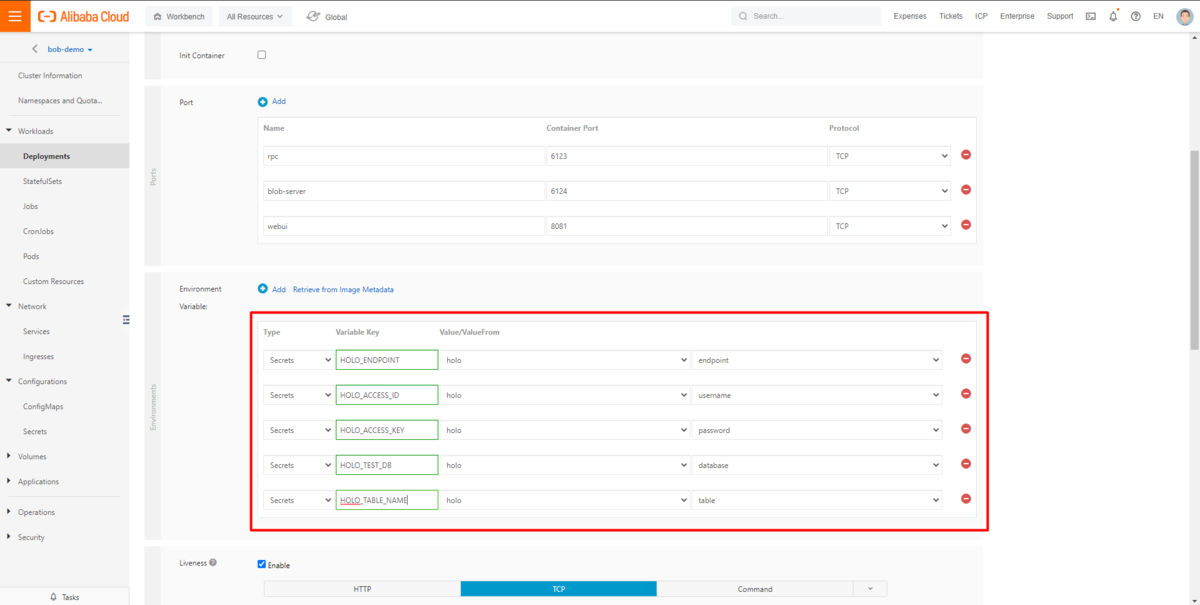 Alibaba Cloud
Workbench
All Resources
Global
Search...
Expenses
Tickets
ICP
Enterprise
Support
EN
bob-demo
Cluster Information
Namespaces and Quota...
Workloads
Deployments
StatefulSets
Jobs
CronJobs
Pods
Custom Resources
Network
Services
Ingresses
Configurations
ConfigMaps
Secrets
Volumes
Applications
Operations
Security
Tasks
Init Container
Ports
Port
Add
Name Container Port Protocol
rpc 6123 TCP
blob-server 6124 TCP
webui 8081 TCP
Environments
Environment
Variable:
Add Retrieve from Image Metadata
Type Variable Key Value/ValueFrom
Secrets HOLO_ENDPOINT holo endpoint
Secrets HOLO_ACCESS_ID holo username
Secrets HOLO_ACCESS_KEY holo password
Secrets HOLO_TEST_DB holo database
Secrets HOLO_TABLE_NAME holo table
Liveness ?
Enable
HTTP TCP Command